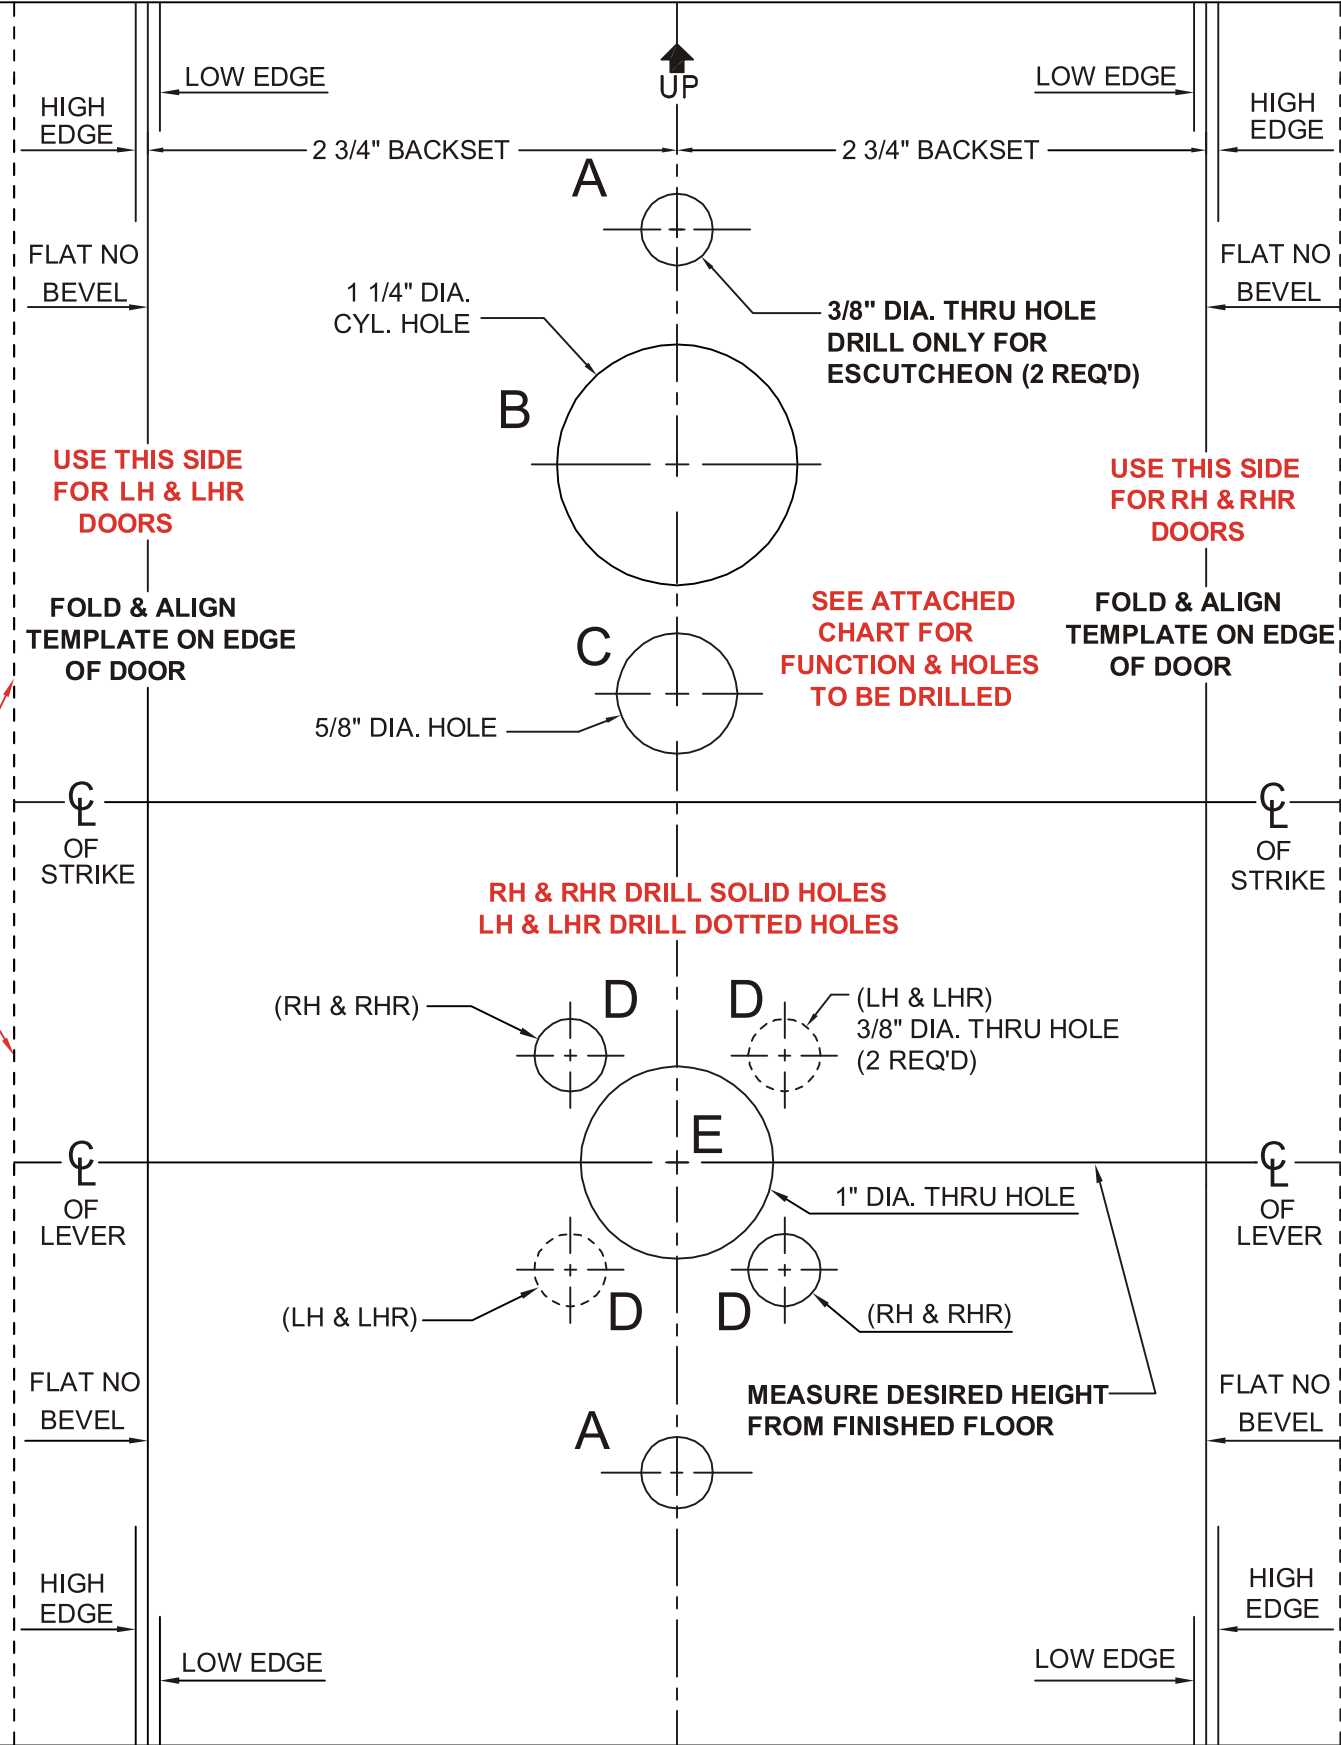 UP
LOW EDGE
LOW EDGE
HIGH
EDGE
HIGH
EDGE
2 3/4" BACKSET
2 3/4" BACKSET
A
FLAT NO
BEVEL
FLAT NO
BEVEL
1 1/4" DIA.
CYL. HOLE
3/8" DIA. THRU HOLE
DRILL ONLY FOR
ESCUTCHEON (2 REQ'D)
B
USE THIS SIDE
FOR LH & LHR
DOORS
USE THIS SIDE
FOR RH & RHR
DOORS
FOLD & ALIGN
TEMPLATE ON EDGE
OF DOOR
SEE ATTACHED
CHART FOR
FUNCTION & HOLES
TO BE DRILLED
FOLD & ALIGN
TEMPLATE ON EDGE
OF DOOR
C
5/8" DIA. HOLE
CL
OF
STRIKE
CL
OF
STRIKE
RH & RHR DRILL SOLID HOLES
LH & LHR DRILL DOTTED HOLES
(RH & RHR)
D
D
(LH & LHR)
3/8" DIA. THRU HOLE
(2 REQ'D)
E
CL
OF
LEVER
1" DIA. THRU HOLE
CL
OF
LEVER
(LH & LHR)
D
D
(RH & RHR)
FLAT NO
BEVEL
MEASURE DESIRED HEIGHT
FROM FINISHED FLOOR
FLAT NO
BEVEL
A
HIGH
EDGE
HIGH
EDGE
LOW EDGE
LOW EDGE